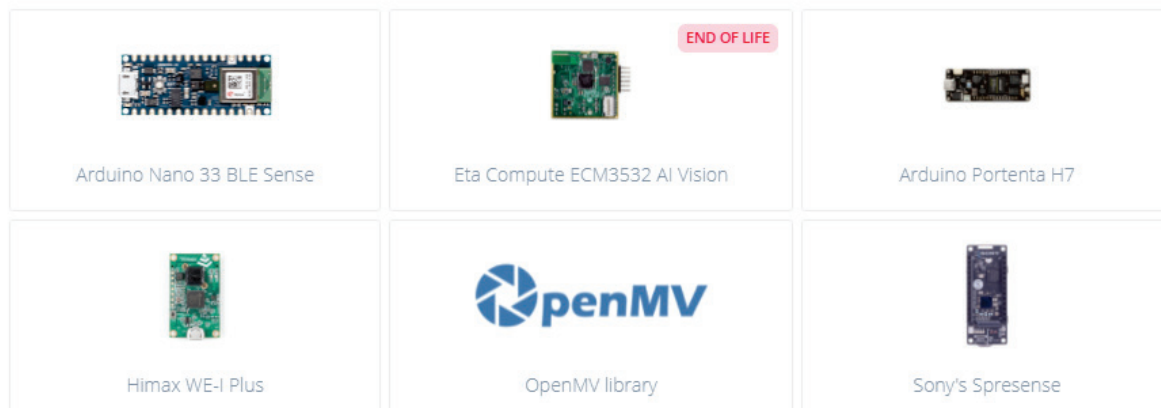 END OF LIFE
Arduino Nano 33 BLE Sense
Eta Compute ECM3532 AI Vision
Arduino Portenta H7
OpenMV
Himax WE-I Plus
OpenMV library
Sony's Spresense